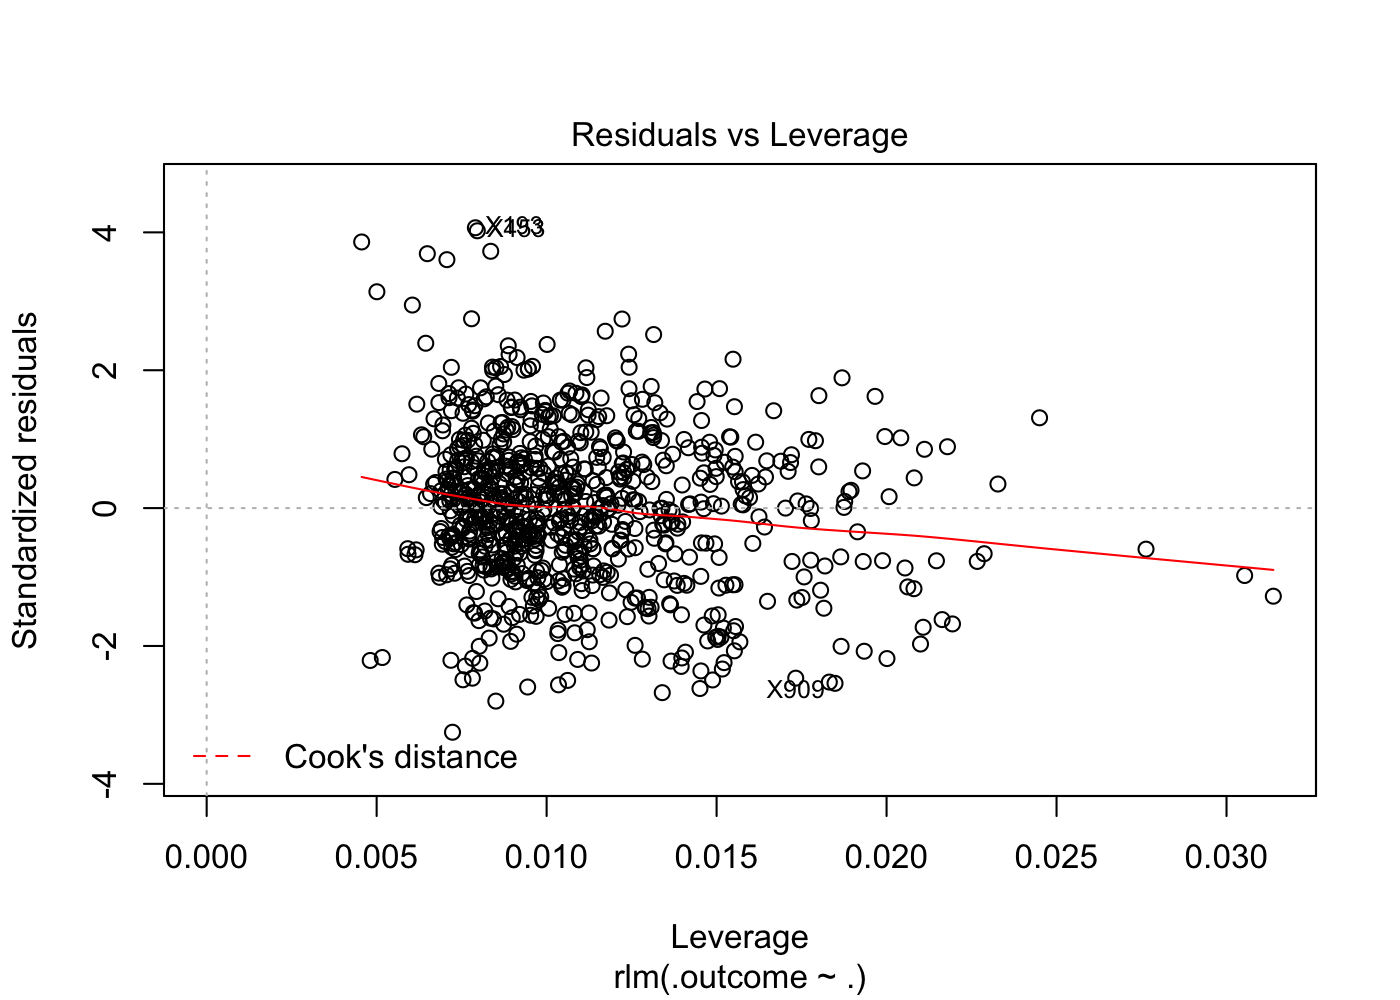 Residuals vs Leverage
Standardized residuals
4
2
0
-2
-4
X453
X909
Cook's distance
0.000 0.005 0.010 0.015 0.020 0.025 0.030
Leverage
rlm(.outcome ~ .)